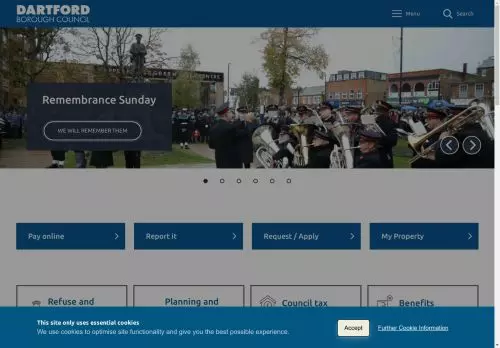 DARTFORD
BOROUGH COUNCIL
Menu
Search
Remembrance Sunday
WE WILL REMEMBER THEM
Pay online
Report It
Request / Apply
My Property
Refuse and
Planning and
Council tax
Benefits
This site only uses essential cookies
We use cookies to optimise site functionality and give you the best possible experience.
Accept
Further Cookie Information